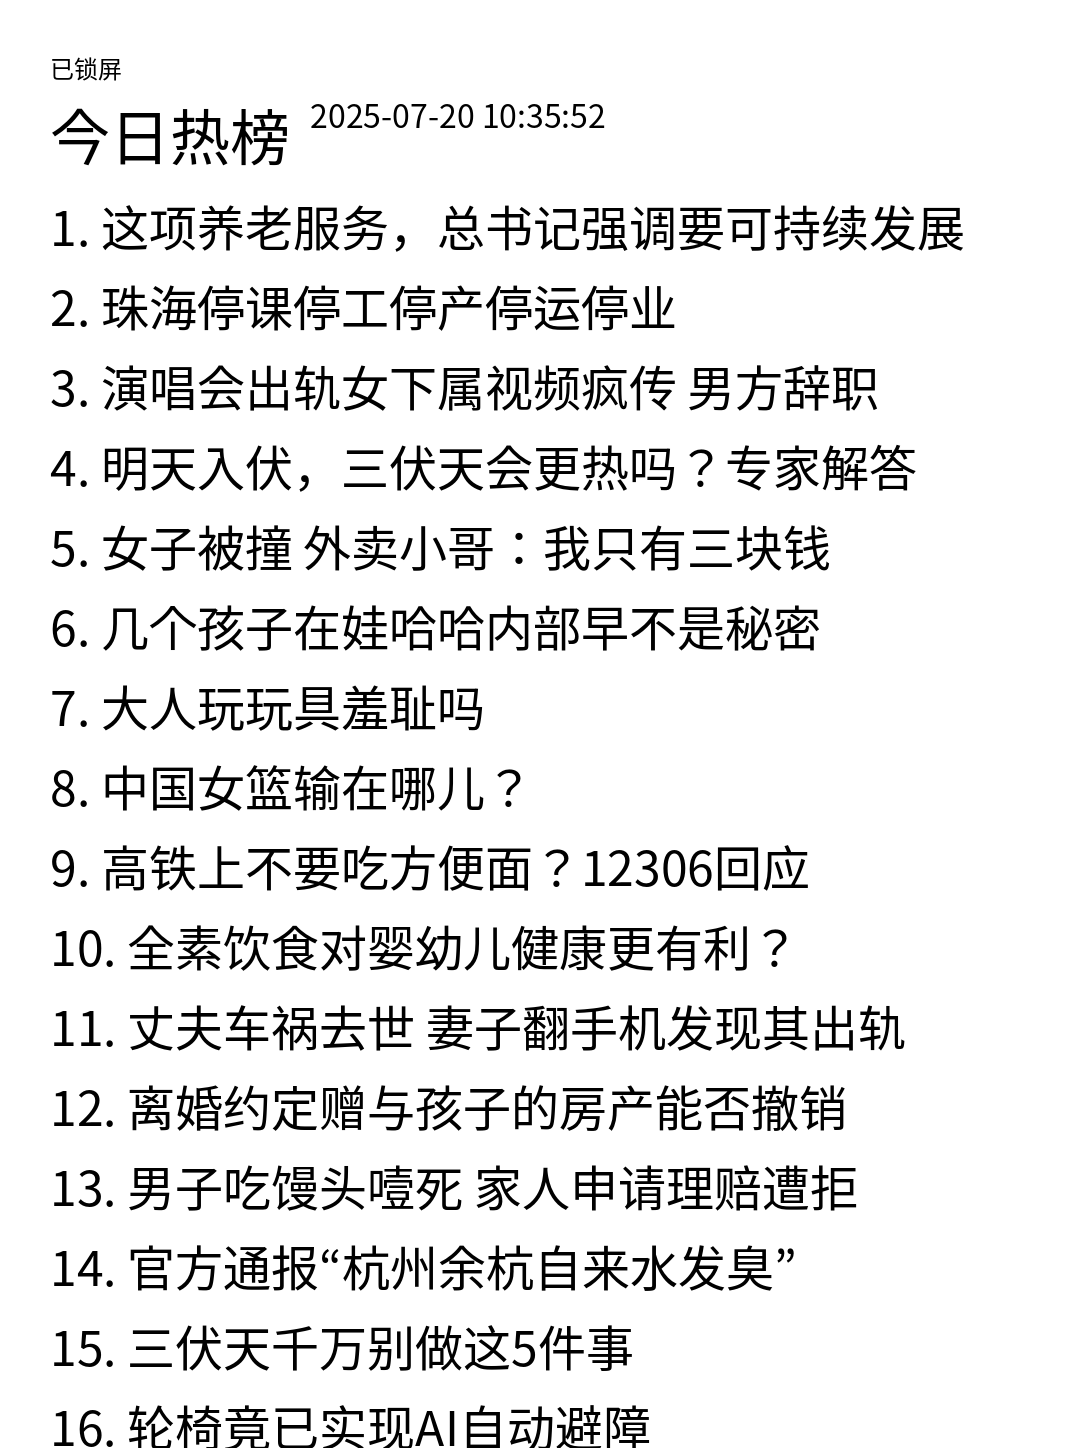 已锁屏
今日热榜 2025-07-20 10:35:52
1. 这项养老服务，总书记强调要可持续发展
2. 珠海停课停工停产停运停业
3. 演唱会出轨女下属视频疯传 男方辞职
4. 明天入伏，三伏天会更热吗？专家解答
5. 女子被撞 外卖小哥：我只有三块钱
6. 几个孩子在娃哈哈内部早不是秘密
7. 大人玩玩具羞耻吗
8. 中国女篮输在哪儿？
9. 高铁上不要吃方便面？12306回应
10. 全素饮食对婴幼儿健康更有利？
11. 丈夫车祸去世 妻子翻手机发现其出轨
12. 离婚约定赠与孩子的房产能否撤销
13. 男子吃馒头噎死 家人申请理赔遭拒
14. 官方通报“杭州余杭自来水发臭”
15. 三伏天千万别做这5件事
16. 轮椅竟已实现AI自动避障